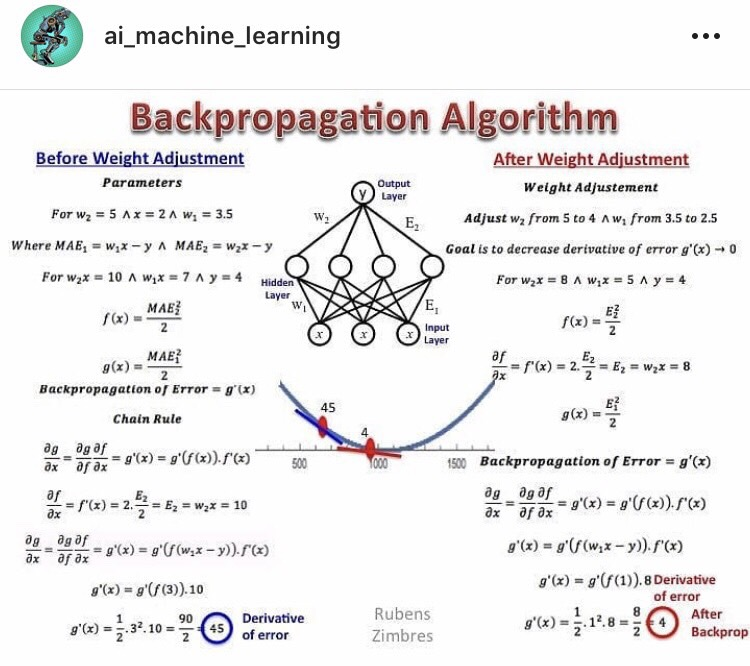 ai_machine_learning
Backpropagation Algorithm
Before Weight Adjustment
Parameters
For w₂ = 5 ∧ x = 2 ∧ w₁ = 3.5
Where MAE₁ = w₁x − y ∧ MAE₂ = w₂x − y
For w₂x = 10 ∧ w₁x = 7 ∧ y = 4
f(x) = MAE₂²/2
g(x) = MAE₁²/2
Backpropagation of Error = g'(x)
Chain Rule
∂g/∂x = ∂g/∂f ∂f/∂x = g'(x) = g'(f(x)).f'(x)
∂f/∂x = f'(x) = 2.E₂/2 = E₂ = w₂x = 10
∂g/∂x = ∂g/∂f ∂f/∂x = g'(x) = g'(f(w₁x − y)).f'(x)
g'(x) = g'(f(3)).10
g'(x) = 1/2.3².10 = 90/2 = 45
Derivative
of error
y
Output
Layer
W₂
E₂
Hidden
Layer
W₁
E₁
x
x
x
Input
Layer
45
4
500
1000
1500
Rubens
Zimbres
After Weight Adjustment
Weight Adjustement
Adjust w₂ from 5 to 4 ∧ w₁ from 3.5 to 2.5
Goal is to decrease derivative of error g'(x) → 0
For w₂x = 8 ∧ w₁x = 5 ∧ y = 4
f(x) = E₂²/2
∂f/∂x = f'(x) = 2.E₂/2 = E₂ = w₂x = 8
g(x) = E₁²/2
Backpropagation of Error = g'(x)
∂g/∂x = ∂g/∂f ∂f/∂x = g'(x) = g'(f(x)).f'(x)
g'(x) = g'(f(w₁x − y)).f'(x)
g'(x) = g'(f(1)).8
g'(x) = 1/2.1².8 = 8/2 = 4
Derivative
of error
After
Backprop